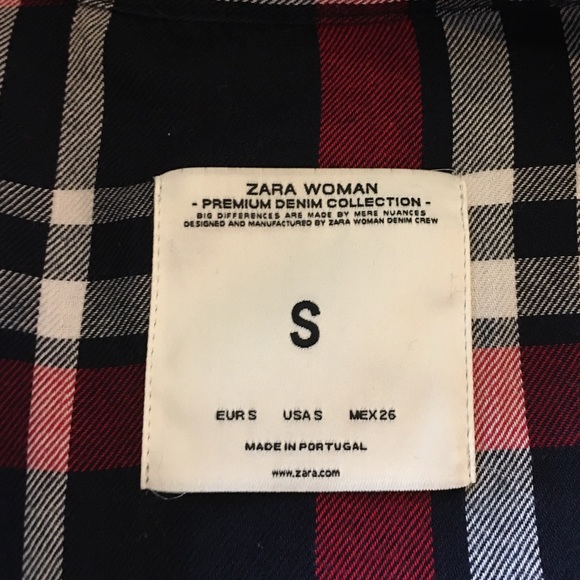 ZARA WOMAN
- PREMIUM DENIM COLLECTION -
BIG DIFFERENCES ARE MADE BY MERE NUANCES
DESIGNED AND MANUFACTURED BY ZARA WOMAN DENIM CREW
S
EUR S USA S MEX 26
MADE IN PORTUGAL
www.zara.com